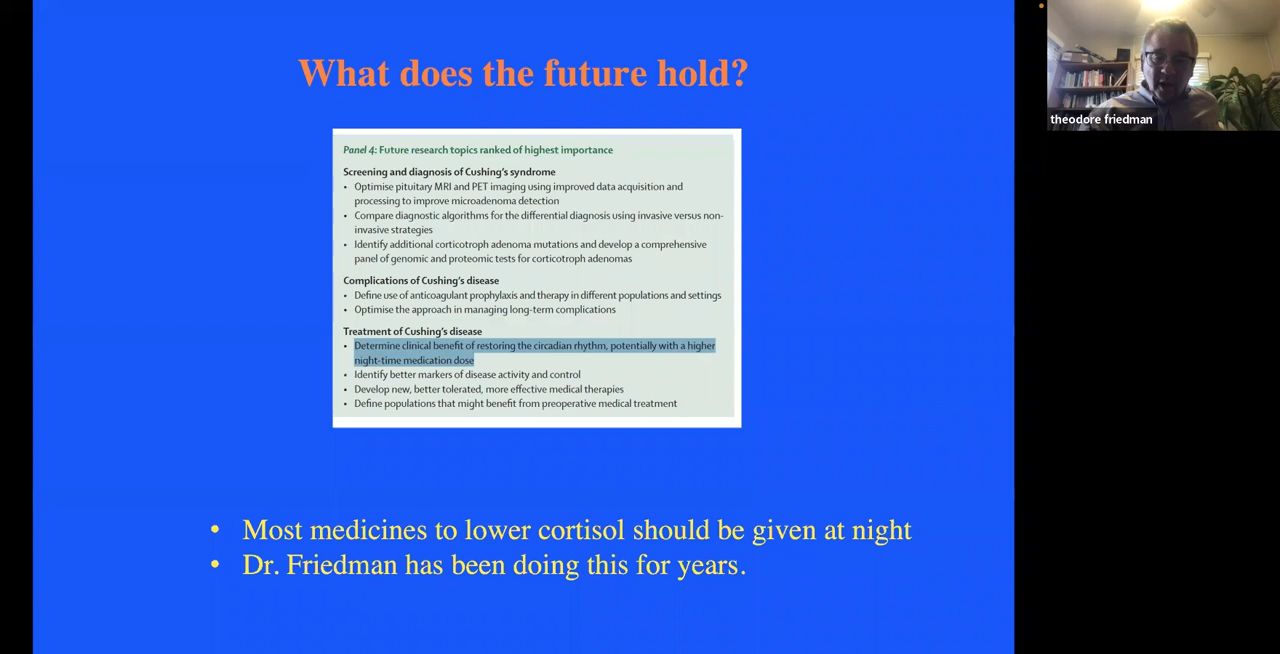 What does the future hold?
theodore friedman
Panel 4: Future research topics ranked of highest importance
Screening and diagnosis of Cushing's syndrome
• Optimise pituitary MRI and PET imaging using improved data acquisition and
processing to improve microadenoma detection
• Compare diagnostic algorithms for the differential diagnosis using invasive versus non-
invasive strategies
• Identify additional corticotroph adenoma mutations and develop a comprehensive
panel of genomic and proteomic tests for corticotroph adenomas
Complications of Cushing's disease
• Define use of anticoagulant prophylaxis and therapy in different populations and settings
• Optimise the approach in managing long-term complications
Treatment of Cushing's disease
• Determine clinical benefit of restoring the circadian rhythm, potentially with a higher
night-time medication dose
• Identify better markers of disease activity and control
• Develop new, better tolerated, more effective medical therapies
• Define populations that might benefit from preoperative medical treatment
• Most medicines to lower cortisol should be given at night
• Dr. Friedman has been doing this for years.